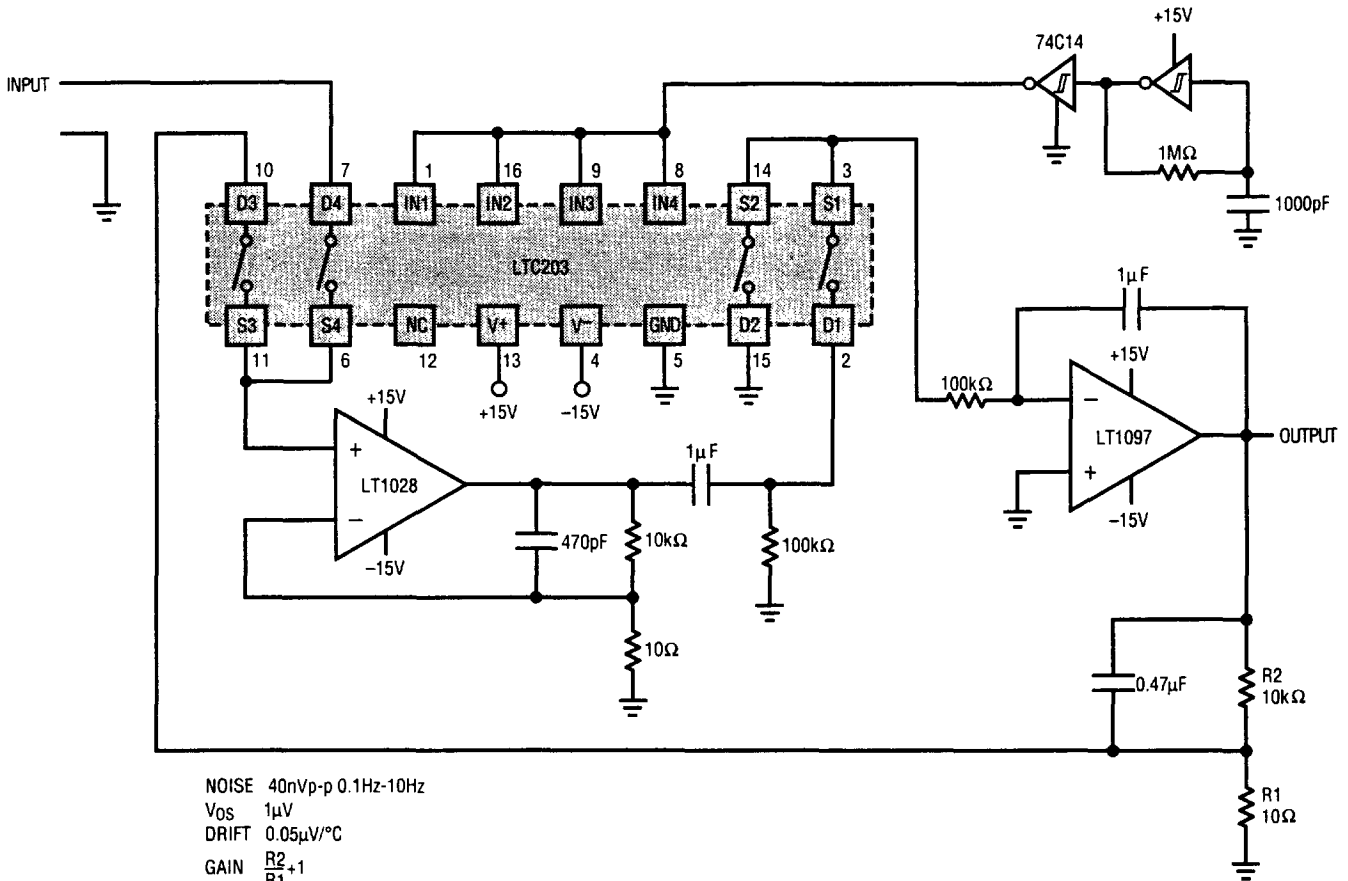 +15V
74C14
INPUT
1MΩ
1000pF
10 7 1 16 9 8 14 3
D3 D4 IN1 IN2 IN3 IN4 S2 S1
LTC203
S3 S4 NC V+ V– GND D2 D1
11 6 12 13 4 5 15 2
+15V –15V
1µF
+15V
100kΩ
–
LT1097
+
–15V
OUTPUT
+15V
+
LT1028
–
–15V
1µF
470pF
10kΩ
100kΩ
10Ω
0.47µF
R2
10kΩ
R1
10Ω
NOISE 40nVp-p 0.1Hz-10Hz
VOS 1µV
DRIFT 0.05µV/°C
GAIN R2/R1 +1